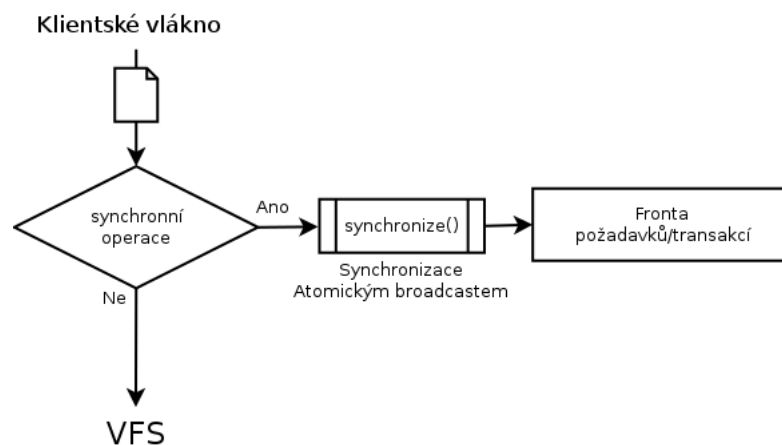 Klientské vlákno
synchronní
operace
Ano
synchronize()
Synchronizace
Atomickým broadcastem
Fronta
požadavků/transakcí
Ne
VFS